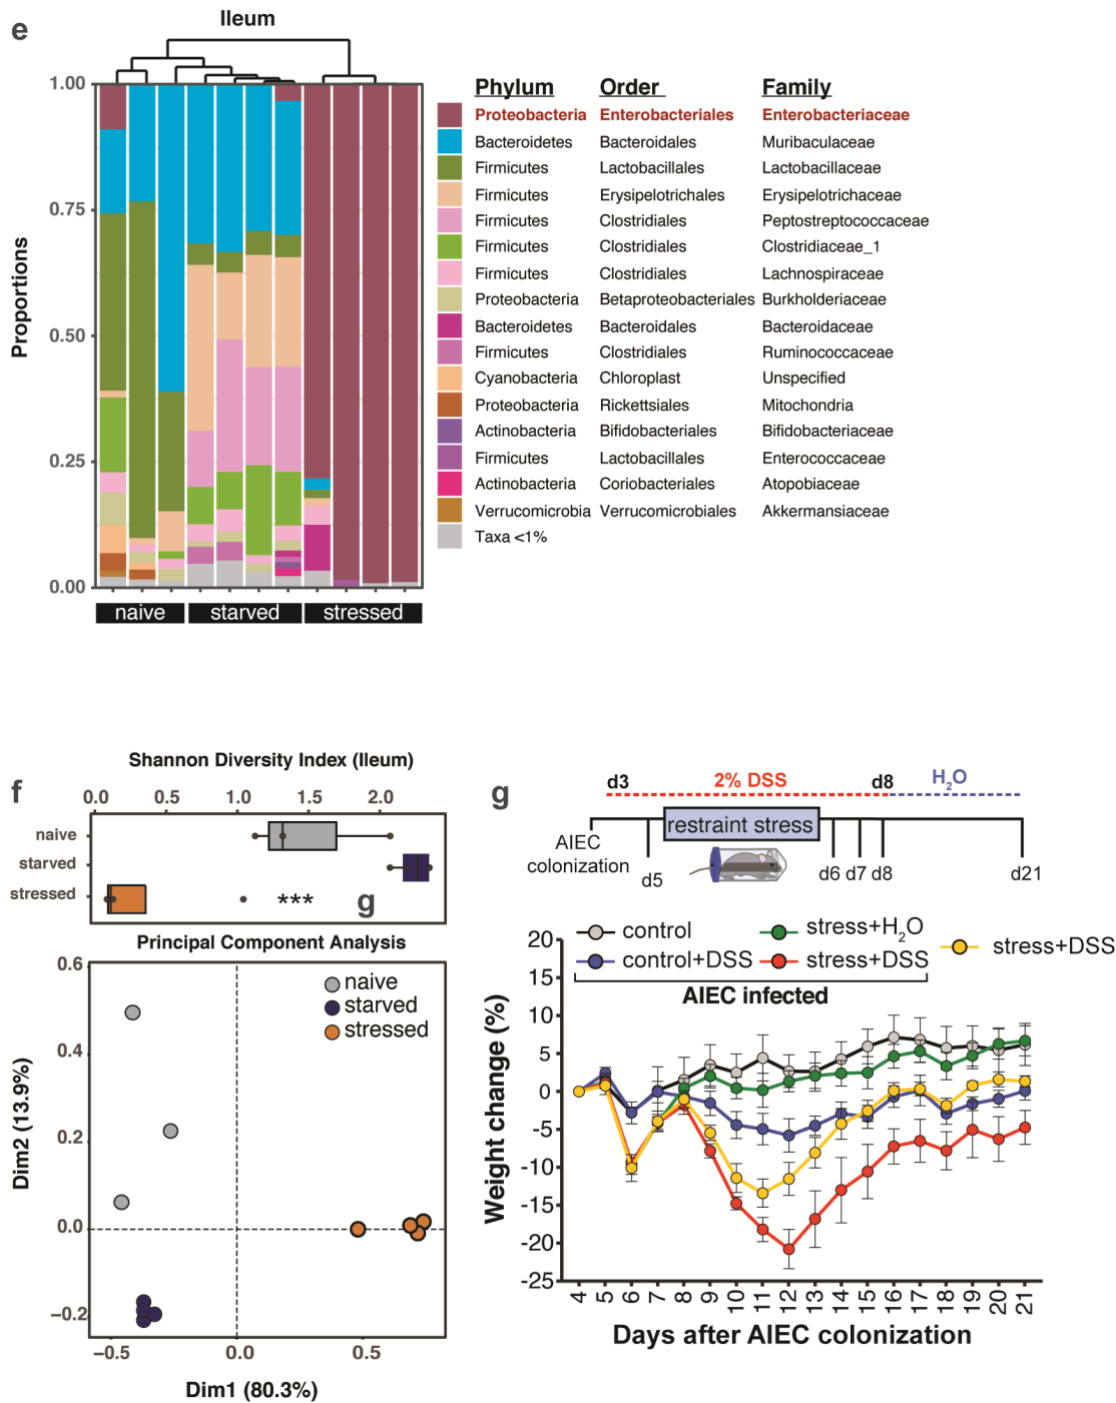 e
Ileum
1.00
0.75
0.50
0.25
0.00
Proportions
naive starved stressed
Phylum Order Family
Proteobacteria Enterobacteriales Enterobacteriaceae
Bacteroidetes Bacteroidales Muribaculaceae
Firmicutes Lactobacillales Lactobacillaceae
Firmicutes Erysipelotrichales Erysipelotrichaceae
Firmicutes Clostridiales Peptostreptococcaceae
Firmicutes Clostridiales Clostridiaceae_1
Firmicutes Clostridiales Lachnospiraceae
Proteobacteria Betaproteobacteriales Burkholderiaceae
Bacteroidetes Bacteroidales Bacteroidaceae
Firmicutes Clostridiales Ruminococcaceae
Cyanobacteria Chloroplast Unspecified
Proteobacteria Rickettsiales Mitochondria
Actinobacteria Bifidobacteriales Bifidobacteriaceae
Firmicutes Lactobacillales Enterococcaceae
Actinobacteria Coriobacteriales Atopobiaceae
Verrucomicrobia Verrucomicrobiales Akkermansiaceae
Taxa <1%
f
Shannon Diversity Index (Ileum)
0.0 0.5 1.0 1.5 2.0
naive
starved
stressed
*** g
Principal Component Analysis
naive
starved
stressed
0.6
0.4
0.2
0.0
−0.2
Dim2 (13.9%)
−0.5 0.0 0.5
Dim1 (80.3%)
g
d3 2% DSS d8 H2O
restraint stress
AIEC
colonization
d5 d6 d7 d8 d21
control stress+H2O stress+DSS
control+DSS stress+DSS
AIEC infected
20
15
10
5
0
-5
-10
-15
-20
-25
Weight change (%)
4 5 6 7 8 9 10 11 12 13 14 15 16 17 18 19 20 21
Days after AIEC colonization